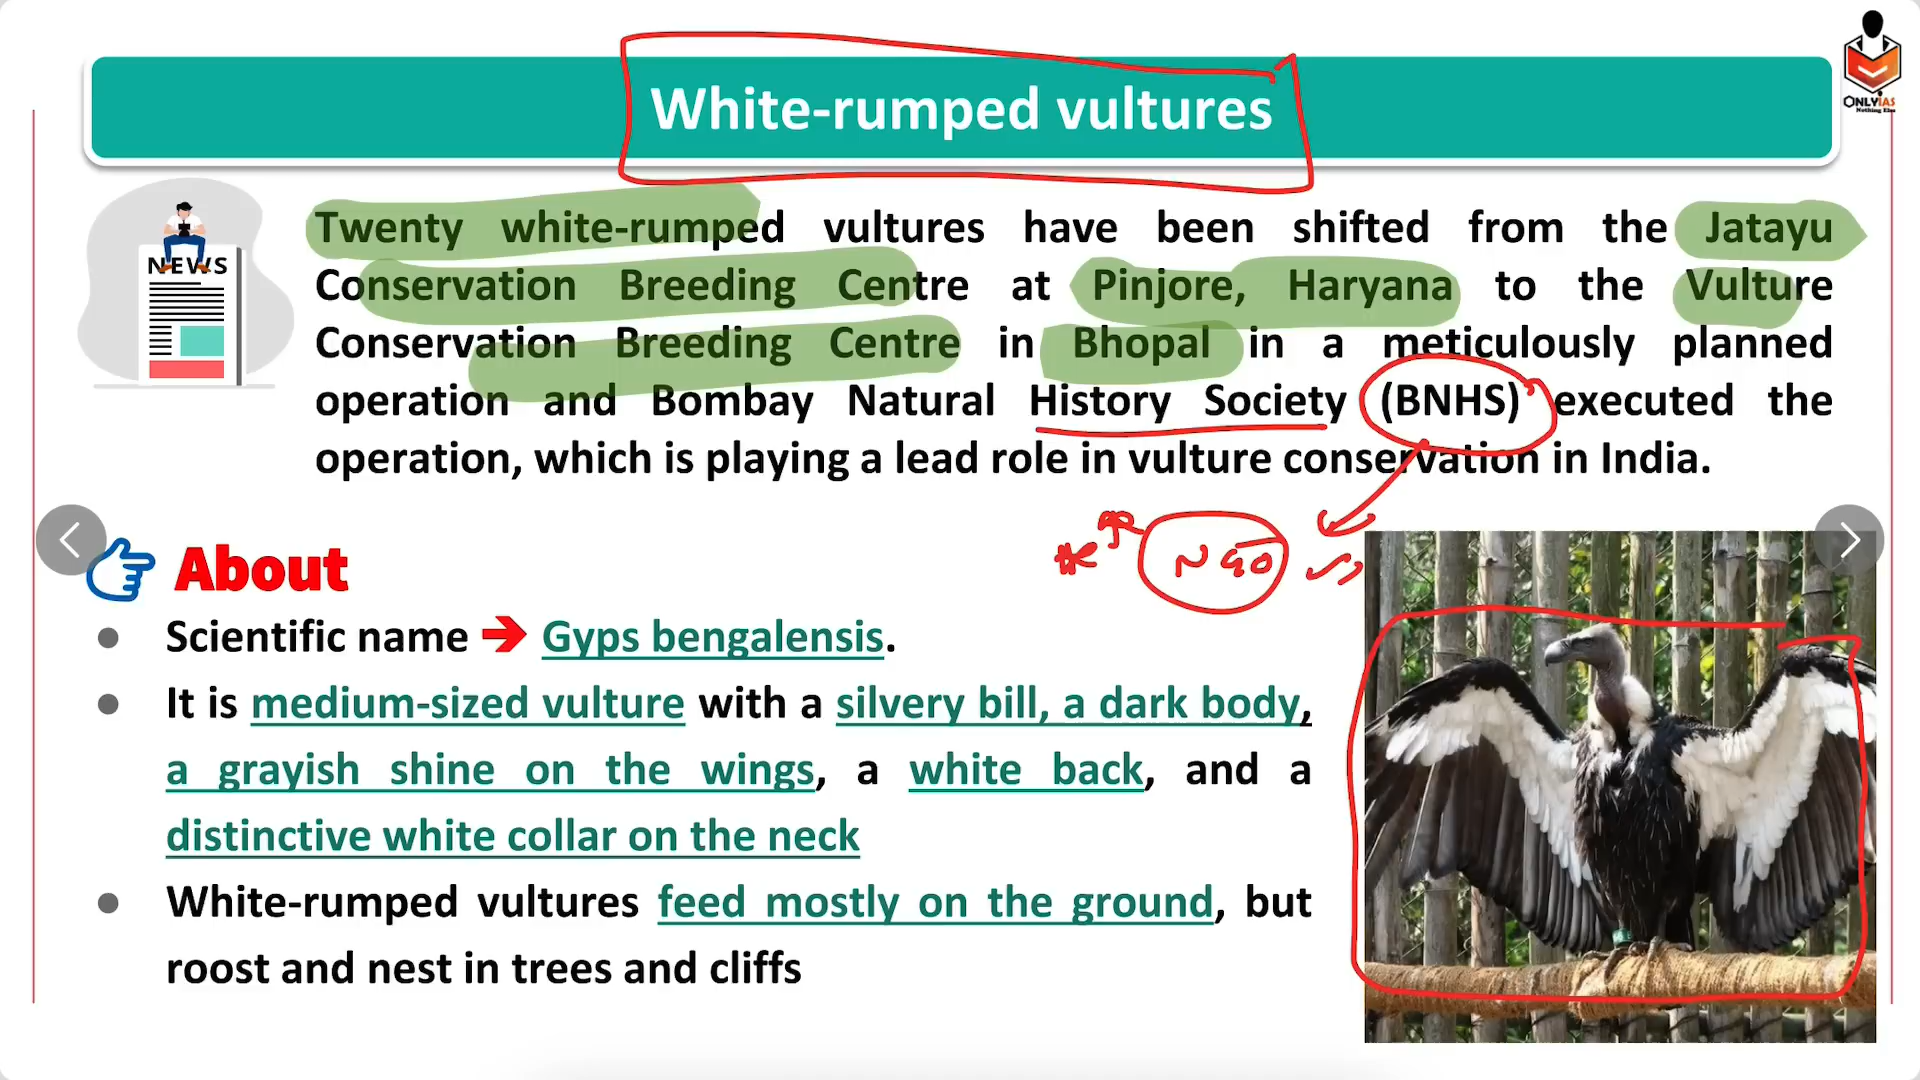 White-rumped vultures
ONLYIAS
Nothing Else
NEWS
Twenty white-rumped vultures have been shifted from the Jatayu
Conservation Breeding Centre at Pinjore, Haryana to the Vulture
Conservation Breeding Centre in Bhopal in a meticulously planned
operation and Bombay Natural History Society (BNHS) executed the
operation, which is playing a lead role in vulture conservation in India.
NGO
About
Scientific name → Gyps bengalensis.
It is medium-sized vulture with a silvery bill, a dark body,
a grayish shine on the wings, a white back, and a
distinctive white collar on the neck
White-rumped vultures feed mostly on the ground, but
roost and nest in trees and cliffs